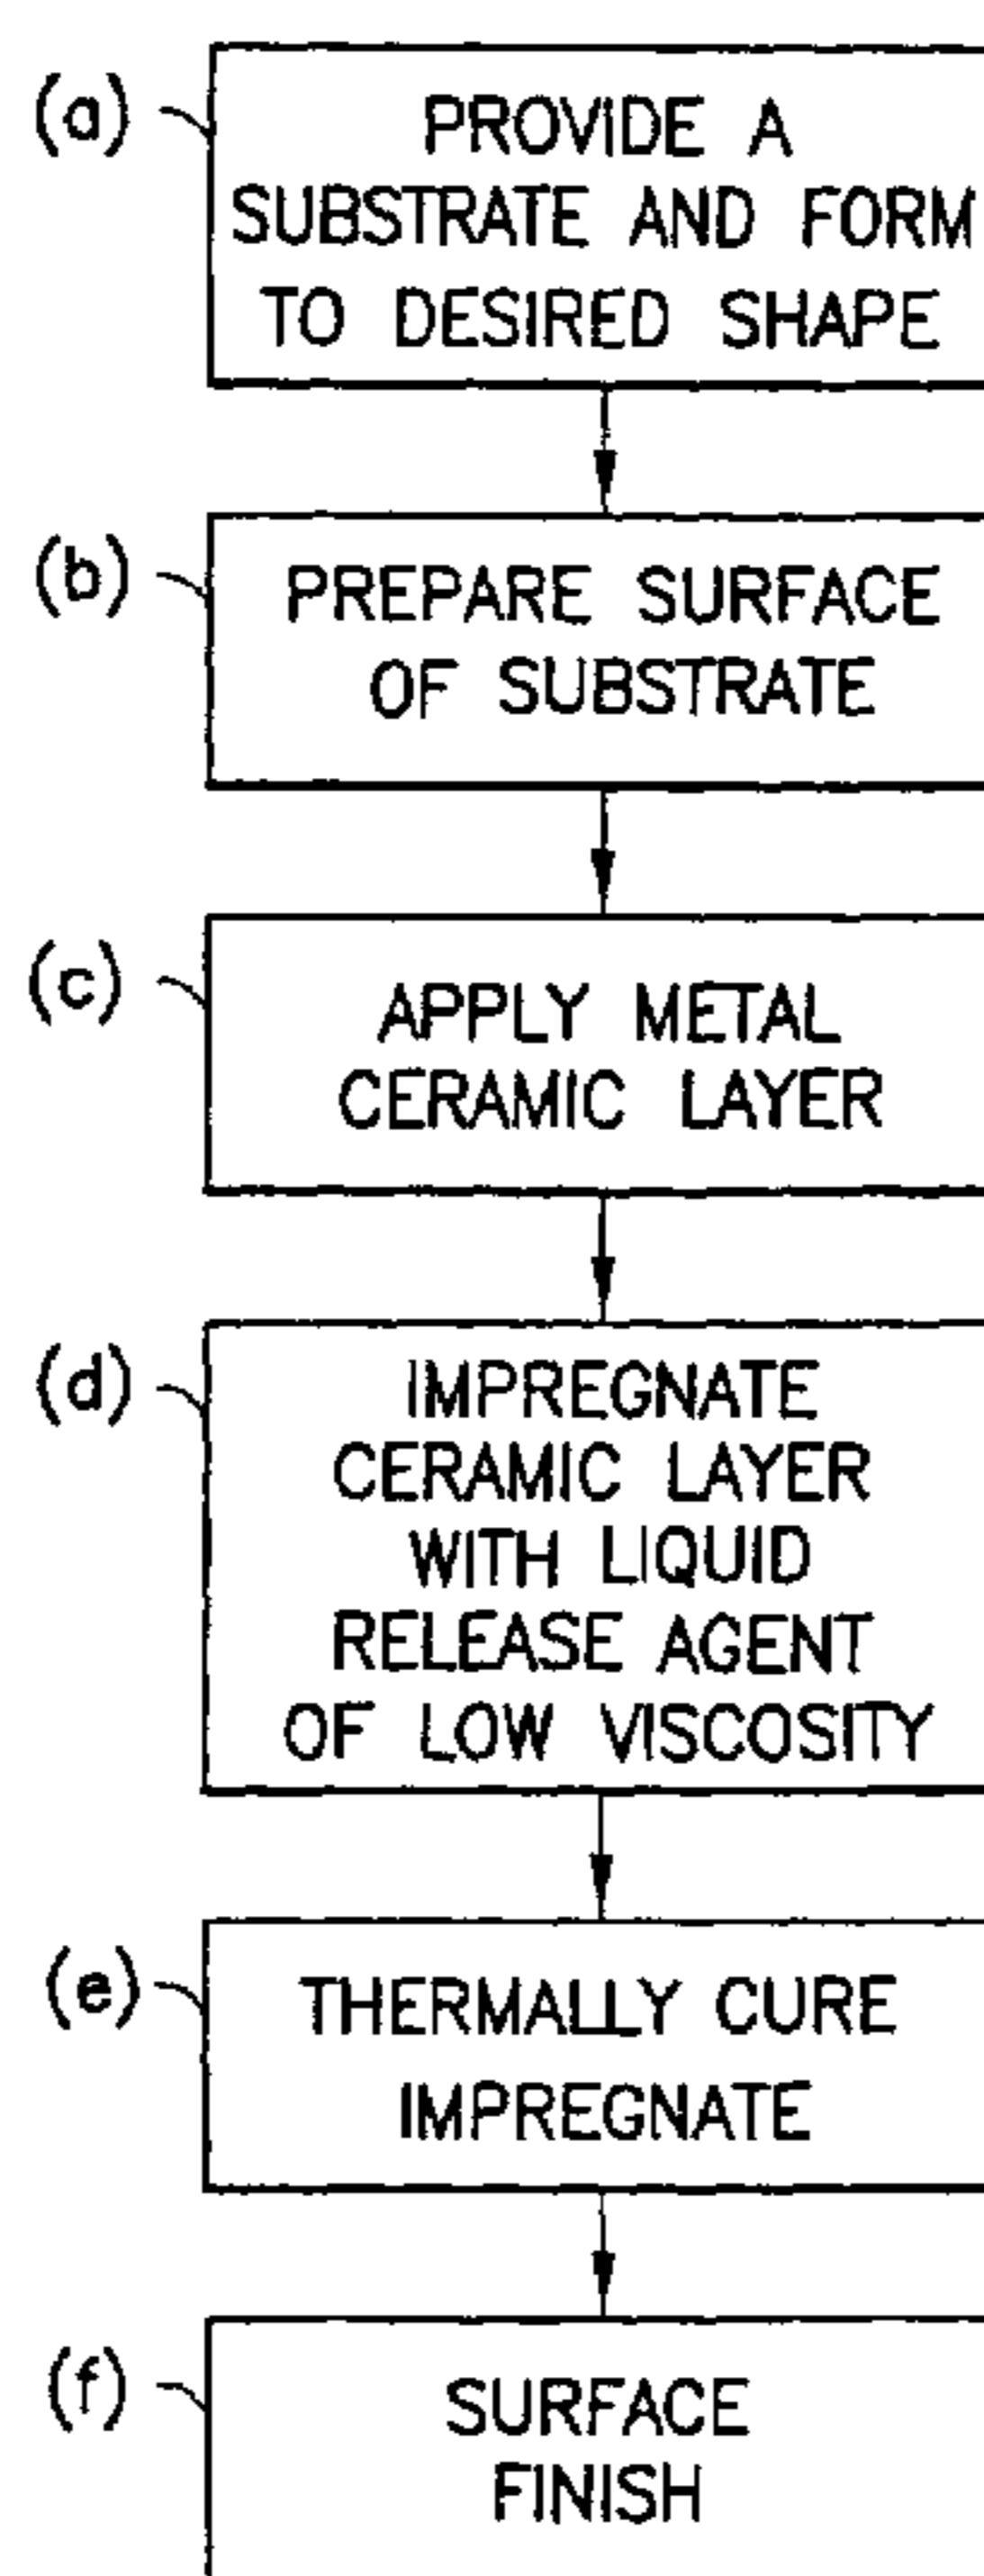 (a)
PROVIDE A
SUBSTRATE AND FORM
TO DESIRED SHAPE
(b)
PREPARE SURFACE
OF SUBSTRATE
(c)
APPLY METAL
CERAMIC LAYER
(d)
IMPREGNATE
CERAMIC LAYER
WITH LIQUID
RELEASE AGENT
OF LOW VISCOSITY
(e)
THERMALLY CURE
IMPREGNATE
(f)
SURFACE
FINISH